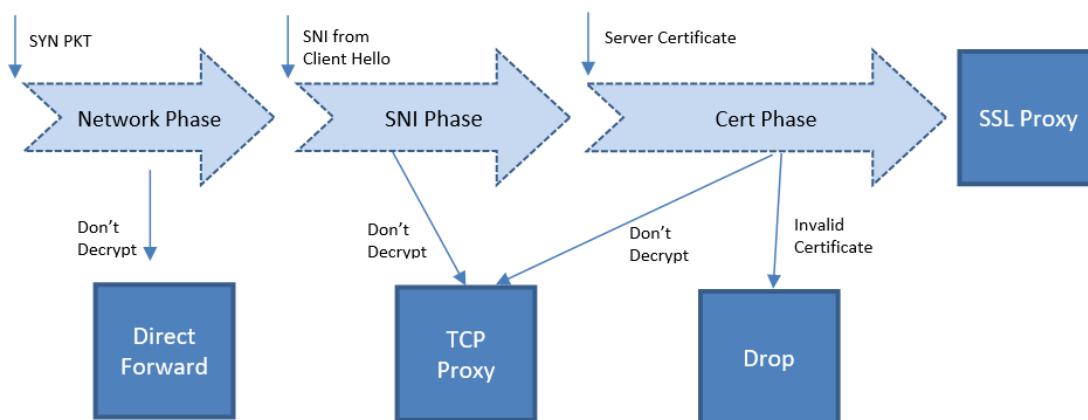 SYN PKT
SNI from
Client Hello
Server Certificate
Network Phase
SNI Phase
Cert Phase
SSL Proxy
Don’t
Decrypt
Don’t
Decrypt
Don’t
Decrypt
Invalid
Certificate
Direct
Forward
TCP
Proxy
Drop